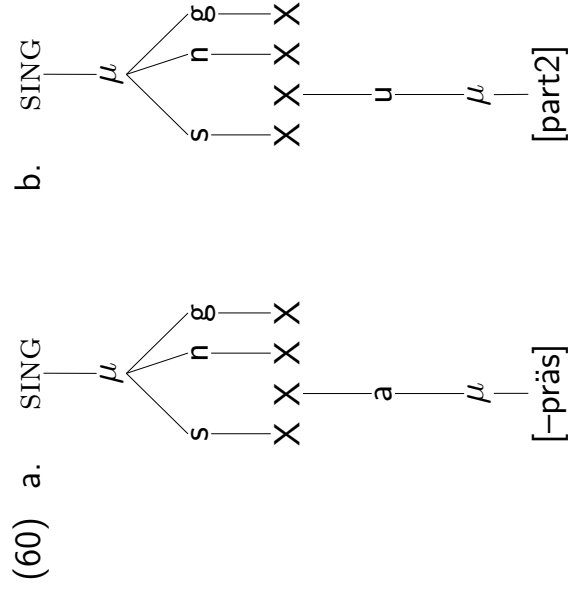 (60) a. SING b. SING
μ μ
s n g s n g
X X X X X X X X
a u
μ μ
[−präs] [part2]